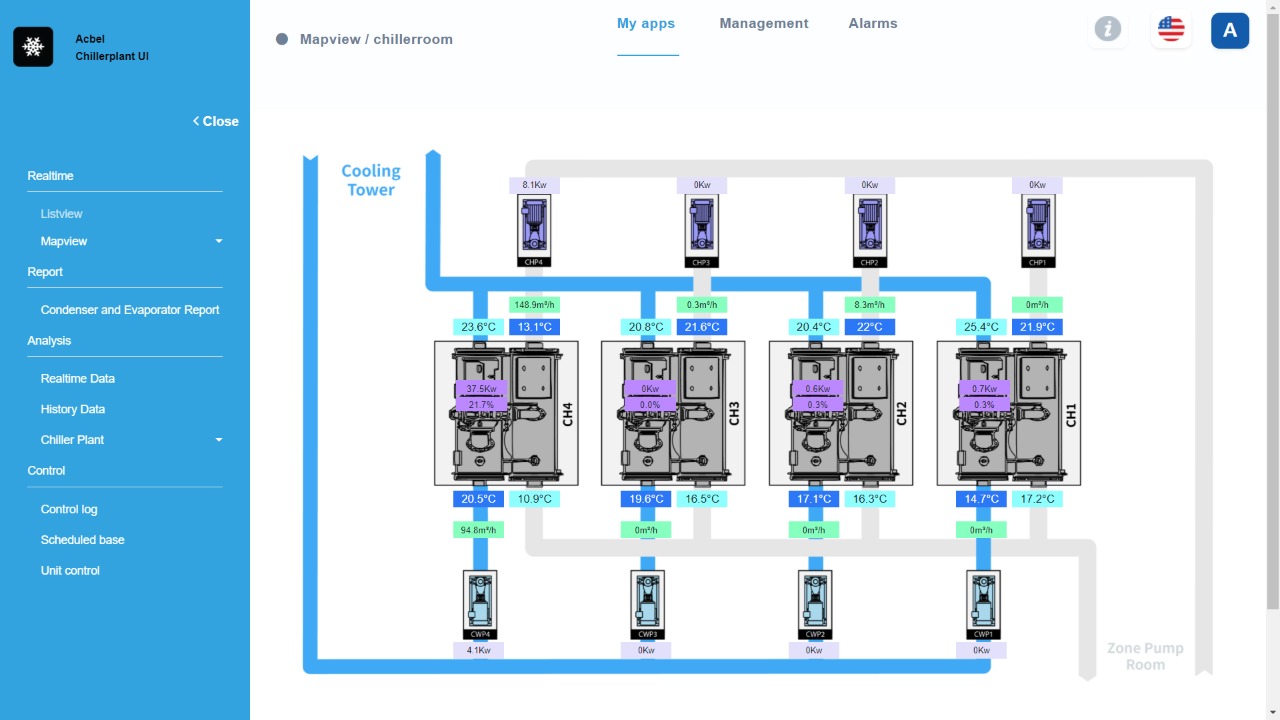 Acbel
Chillerplant UI
Close
Realtime
Listview
Mapview
Report
Condenser and Evaporator Report
Analysis
Realtime Data
History Data
Chiller Plant
Control
Control log
Scheduled base
Unit control
Mapview / chillerroom
My apps Management Alarms
i
A
Cooling
Tower
8.1Kw 0Kw 0Kw 0Kw
CHP4 CHP3 CHP2 CHP1
148.9m³/h 0.3m³/h 8.3m³/h 0m³/h
23.6°C 13.1°C 20.8°C 21.6°C 20.4°C 22°C 25.4°C 21.9°C
37.5Kw 0Kw 0.6Kw 0.7Kw
21.7% 0.0% 0.3% 0.3%
CH4 CH3 CH2 CH1
20.5°C 10.9°C 19.6°C 16.5°C 17.1°C 16.3°C 14.7°C 17.2°C
94.8m³/h 0m³/h 0m³/h 0m³/h
CWP4 CWP3 CWP2 CWP1
4.1Kw 0Kw 0Kw 0Kw
Zone Pump
Room